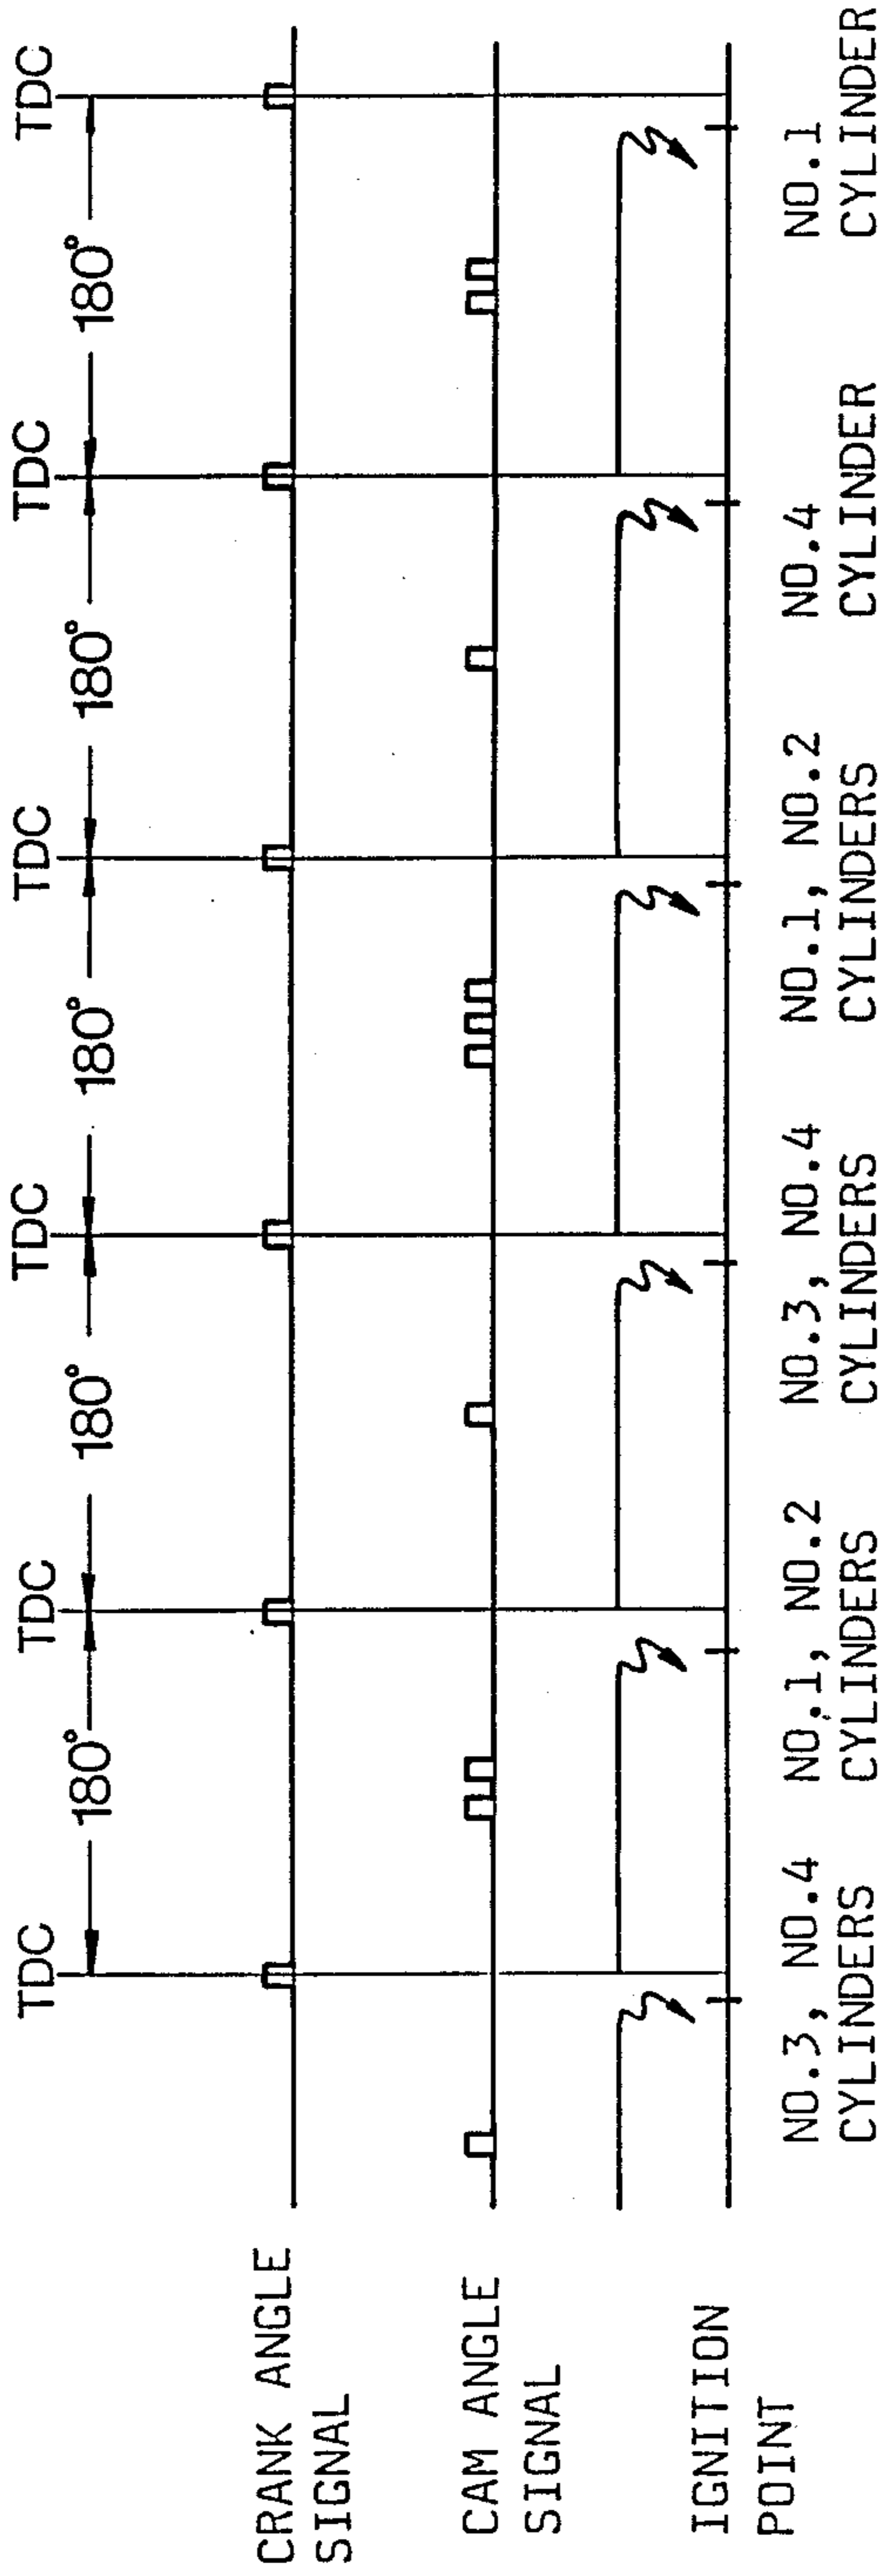 TDC TDC TDC TDC TDC TDC
180° 180° 180° 180° 180°
CRANK ANGLE
SIGNAL
CAM ANGLE
SIGNAL
IGNITION
POINT
NO.3, NO.4
CYLINDERS
NO.1, NO.2
CYLINDERS
NO.3, NO.4
CYLINDERS
NO.1, NO.2
CYLINDERS
NO.4
CYLINDER
NO.1
CYLINDER